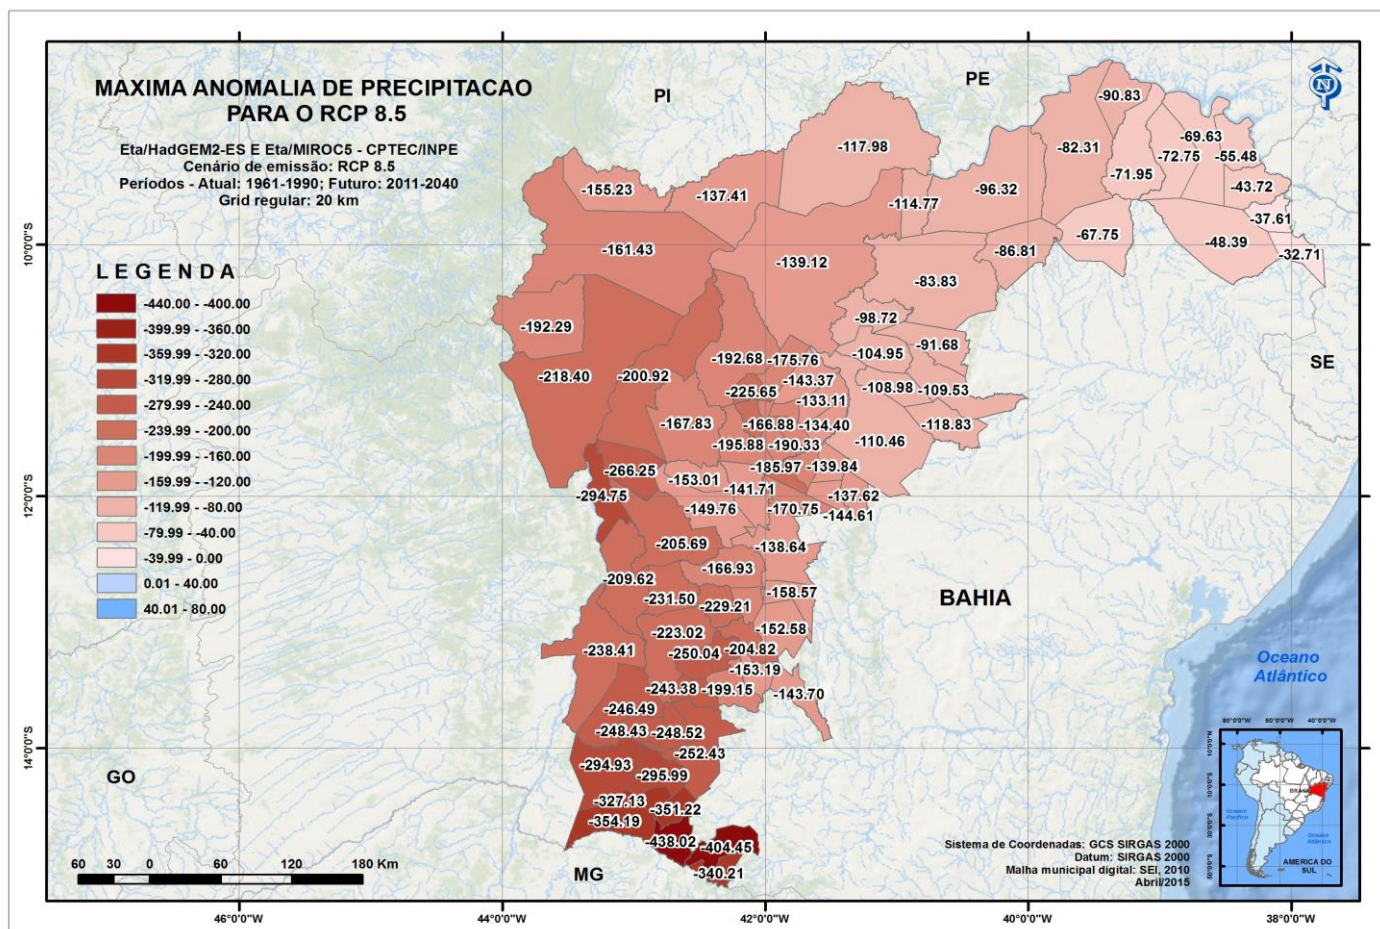 MAXIMA ANOMALIA DE PRECIPITACAO
PARA O RCP 8.5
Eta/HadGEM2-ES E Eta/MIROC5 - CPTEC/INPE
Cenário de emissão: RCP 8.5
Períodos - Atual: 1961-1990; Futuro: 2011-2040
Grid regular: 20 km
LEGENDA
-440.00 - -400.00
-399.99 - -360.00
-359.99 - -320.00
-319.99 - -280.00
-279.99 - -240.00
-239.99 - -200.00
-199.99 - -160.00
-159.99 - -120.00
-119.99 - -80.00
-79.99 - -40.00
-39.99 - 0.00
0.01 - 40.00
40.01 - 80.00
PI
PE
N
SE
BAHIA
GO
MG
Oceano
Atlântico
-90.83
-69.63
-117.98
-82.31
-72.75
-55.48
-71.95
-155.23
-137.41
-96.32
-43.72
-114.77
-37.61
-67.75
-48.39
-161.43
-86.81
-32.71
-139.12
-83.83
-98.72
-192.29
-91.68
-104.95
-192.68
-175.76
-218.40
-200.92
-143.37
-108.98
-109.53
-225.65
-133.11
-167.83
-166.88
-134.40
-118.83
-195.88
-190.33
-110.46
-266.25
-185.97
-139.84
-153.01
-141.71
-294.75
-137.62
-149.76
-170.75
-144.61
-205.69
-138.64
-166.93
-209.62
-158.57
-231.50
-229.21
-223.02
-152.58
-238.41
-250.04
-204.82
-153.19
-243.38
-199.15
-143.70
-246.49
-248.43
-248.52
-252.43
-294.93
-295.99
-327.13
-351.22
-354.19
-438.02
-404.45
-340.21
10°0'0"S
12°0'0"S
14°0'0"S
60 30 0 60 120 180 Km
Sistema de Coordenadas: GCS SIRGAS 2000
Datum: SIRGAS 2000
Malha municipal digital: SEI, 2010
Abril/2015
80°0'0"W 60°0'0"W 40°0'0"W
BRASIL
Oceano
Pacífico
Oceano
Atlântico
AMERICA DO
SUL
46°0'0"W 44°0'0"W 42°0'0"W 40°0'0"W 38°0'0"W